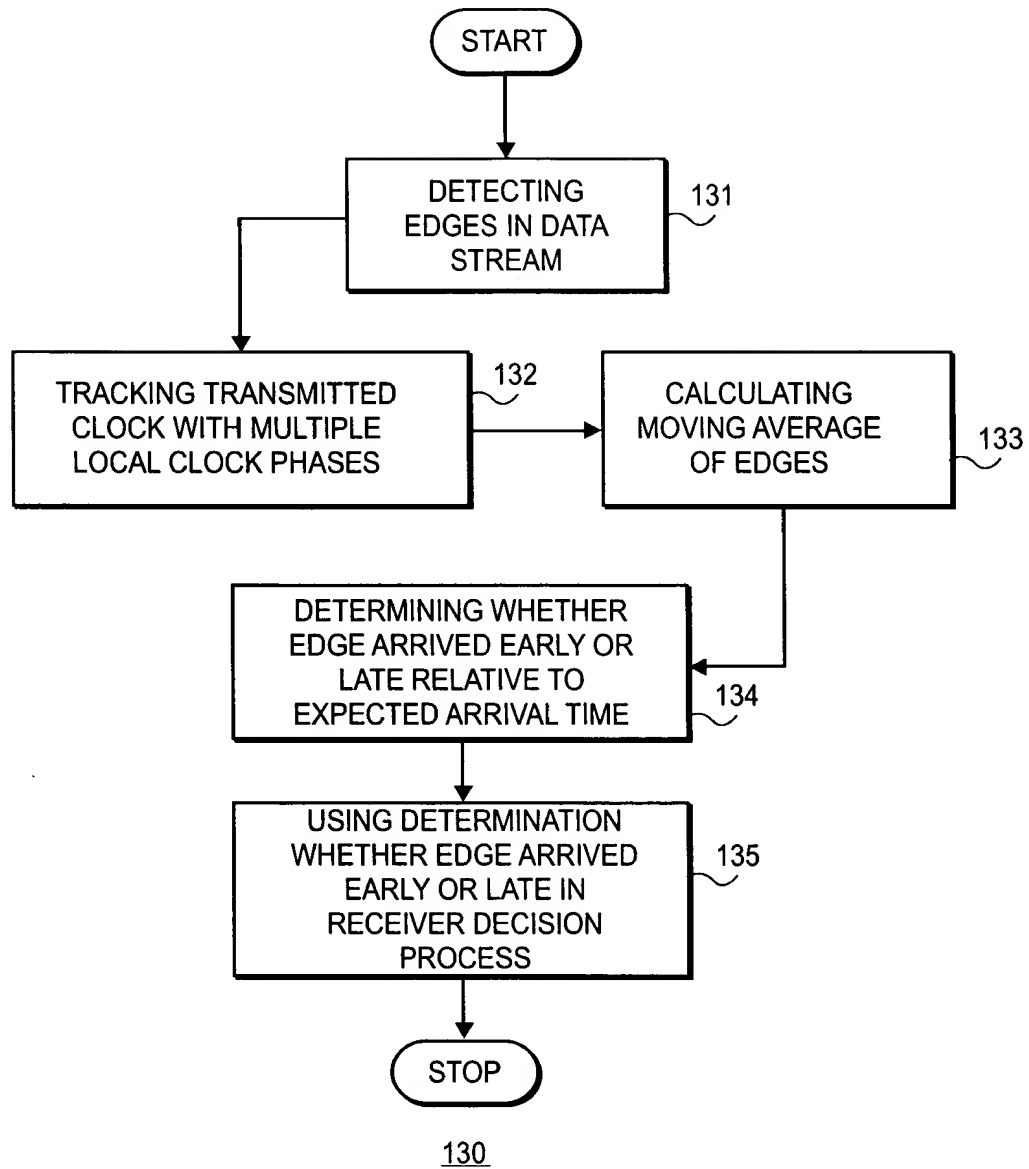 START
DETECTING
EDGES IN DATA
STREAM
131
TRACKING TRANSMITTED
CLOCK WITH MULTIPLE
LOCAL CLOCK PHASES
132
CALCULATING
MOVING AVERAGE
OF EDGES
133
DETERMINING WHETHER
EDGE ARRIVED EARLY OR
LATE RELATIVE TO
EXPECTED ARRIVAL TIME
134
USING DETERMINATION
WHETHER EDGE ARRIVED
EARLY OR LATE IN
RECEIVER DECISION
PROCESS
135
STOP
130